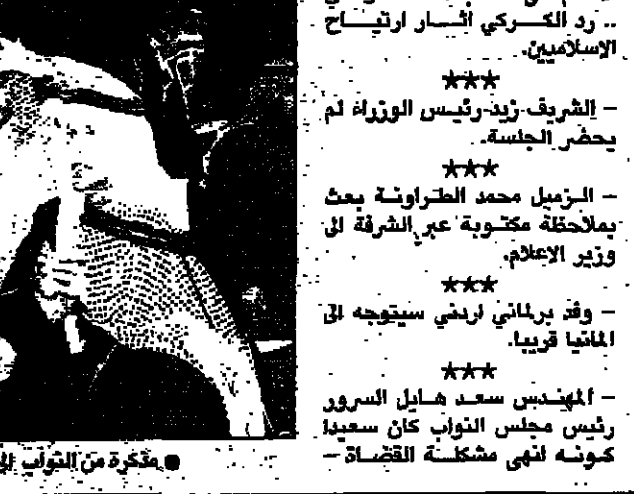 .. رد الكركي اثار ارتياح
الاسلاميين.
***
– الشريف زيد رئيس الوزراء لم
يحضر الجلسة.
***
– الزميل محمد الطراونة بعث
بملاحظة مكتوبة عبر الشرفة الى
وزير الاعلام.
***
– وفد برلماني اردني سيتوجه الى
المانيا قريبا.
***
– المهندس سعد هايل السرور
رئيس مجلس النواب كان سعيدا
كونه انهى مشكلة القضاة –
● مذكرة من النواب